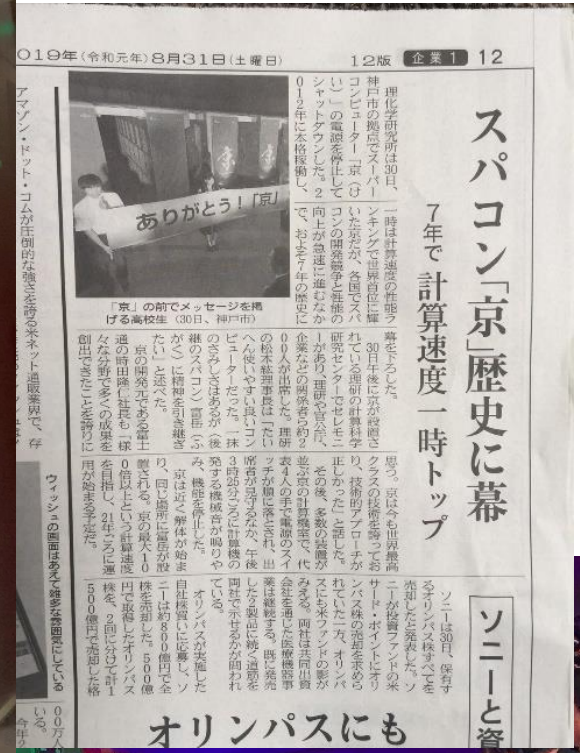 2019年(令和元年)8月31日(土曜日)
12版
企業1
12
スパコン「京」歴史に幕
7年で 計算速度一時トップ
理化学研究所は30日、
神戸市の拠点でスーパー
コンピューター「京(け
い)」の電源を停止して
シャットダウンした。2
012年に本格稼働し、
一時は計算速度の性能ラ
ンキングで世界首位に輝
いた京だが、各国でスパ
コンの開発競争と性能の
向上が急速に進むなか
で、およそ7年の歴史に
幕を下ろした。
30日午後に京が設置さ
れている理研の計算科学
研究センターでセレモニ
ーがあり、理研や官公庁、
企業などの関係者ら約2
00人が出席した。理研
の松本紘理事長は「たい
へん使いやすい良いコン
ピューターだった。一抹
のさみしさはあるが(後
継のスパコン)富岳(ふ
がく)に精神を引き継ぎ
たい」と述べた。
京の開発元である富士
通の時田隆仁社長も「様
々な分野で多くの成果を
創出できたことを誇りに
思う。京は今も世界最高
クラスの技術を誇ってお
り、技術的アプローチが
正しかった」と話した。
その後、多数の装置が
並ぶ京の計算機室で、代
表4人の手で電源のスイ
ッチが順に落とされ、出
席者が見守るなか、午後
3時25分ごろに計算機の
発する機械音が鳴りや
み、機能を停止した。
京は近く解体が始ま
り、同じ場所に富岳が設
置される。京の最大10
0倍以上という計算速度
を目指し、21年ごろに運
用が始まる予定だ。
ありがとう!「京」
京
「京」の前でメッセージを掲
げる高校生(30日、神戸市)
アマゾン・ドット・コムが圧倒的な強さを誇る米ネット通販業界で、存
ウィッシュの画面はあえて雑多な雰囲気にしている
ソニーと資
オリンパスにも
ソニーは30日、保有す
るオリンパス株すべてを
売却したと発表した。ソ
ニーが投資ファンドの米
サード・ポイントにオリ
ンパス株の売却を求めら
れていた一方、オリンパ
スにも米ファンドの影が
みえる。両社は共同出資
会社を通じた医療機器事
業は継続する。既に発売
した2製品に続く道筋を
両社で示せるかが問われ
ている。
オリンパスが実施した
自社株買いに応募し、ソ
ニーは約800億円で全
株を売却した。500億
円で取得したオリンパス
株を、2回に分けて計1
500億円で売却した格
00万人
いる。
今年2